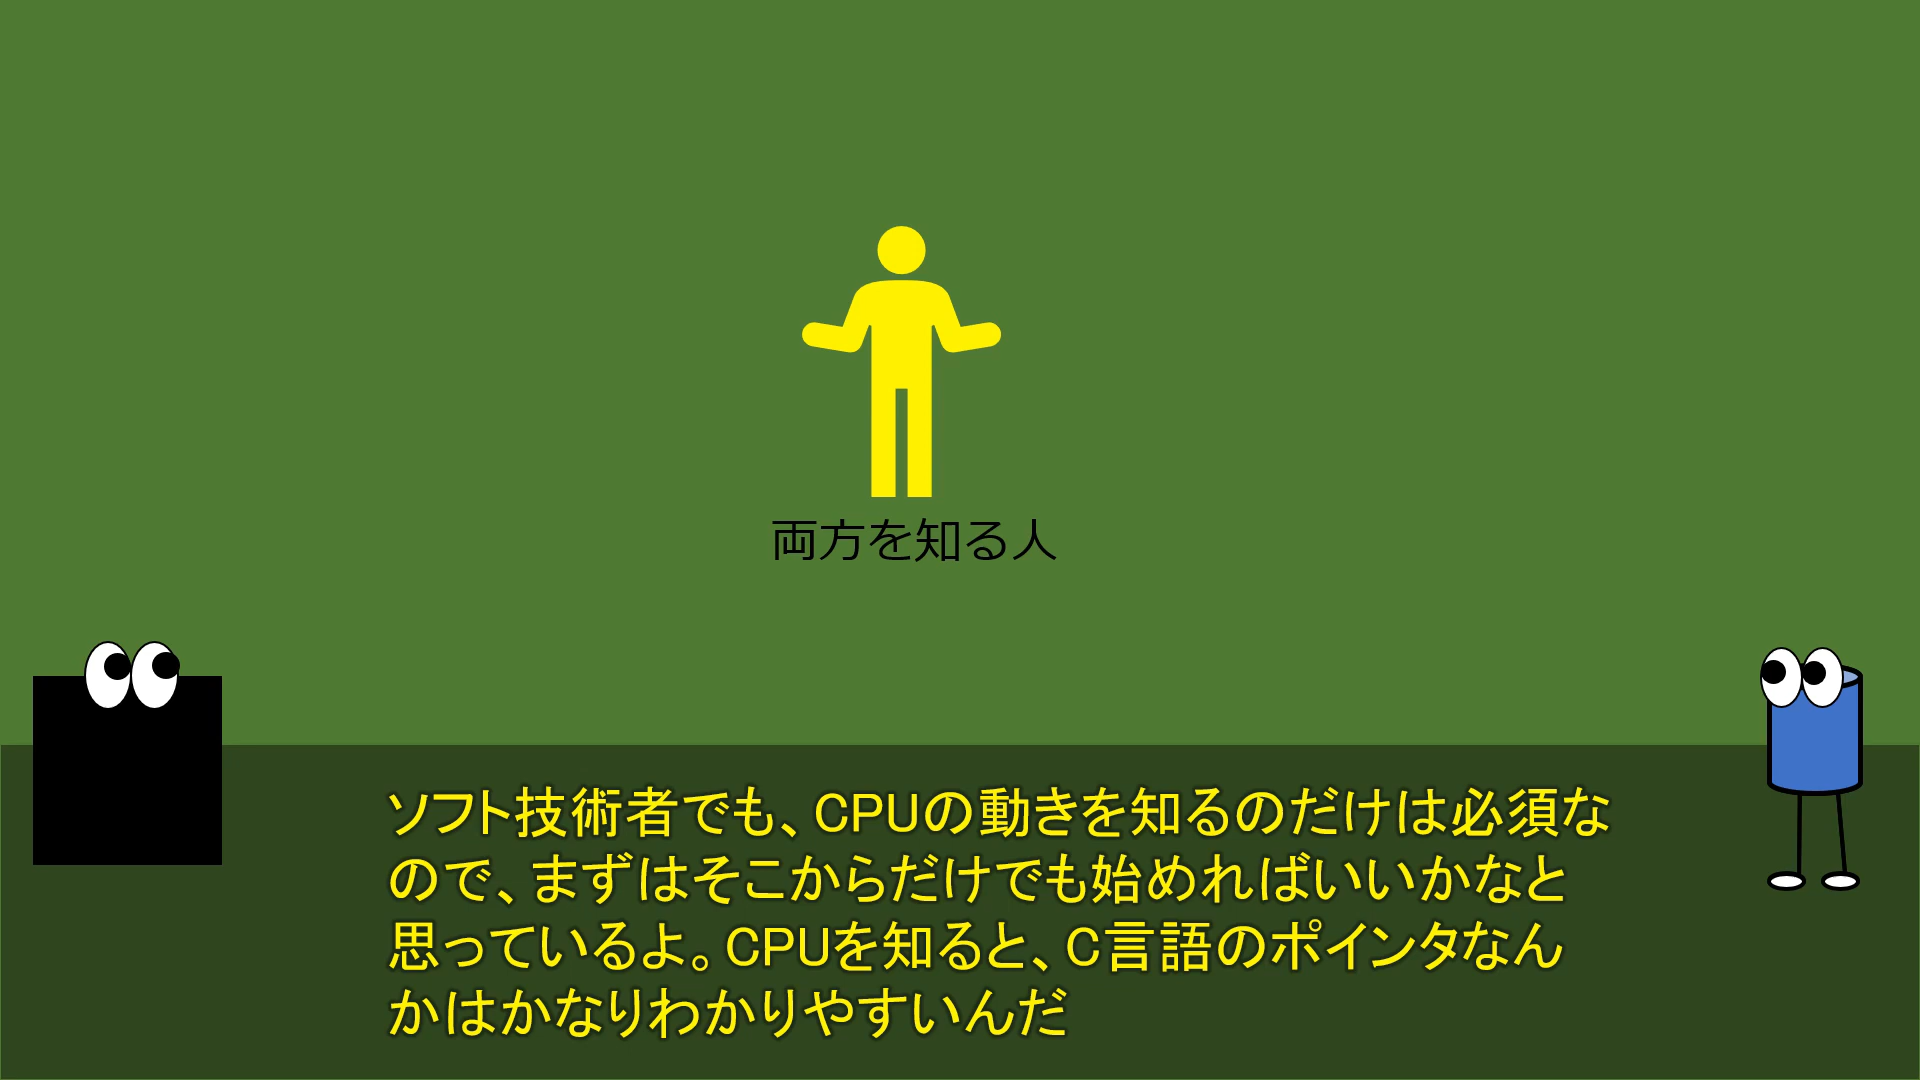 両方を知る人
ソフト技術者でも、CPUの動きを知るのだけは必須な
ので、まずはそこからだけでも始めればいいかなと
思っているよ。CPUを知ると、C言語のポインタなん
かはかなりわかりやすいんだ